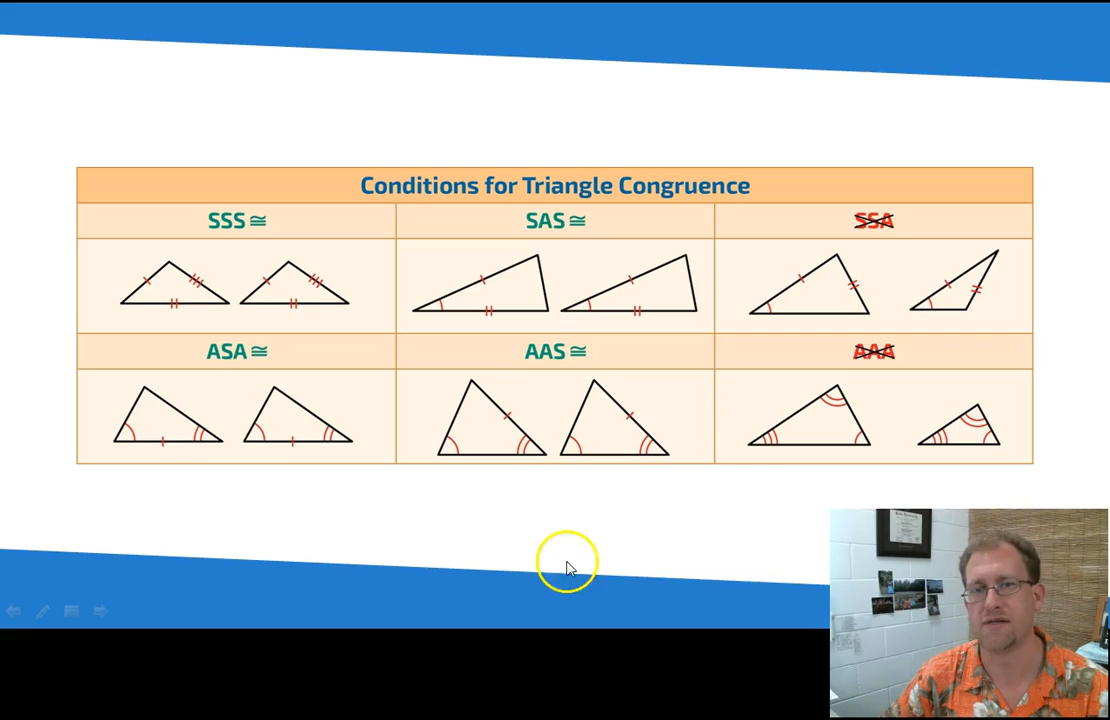 Conditions for Triangle Congruence
SSS ≅
SAS ≅
SSA
ASA ≅
AAS ≅
AAA